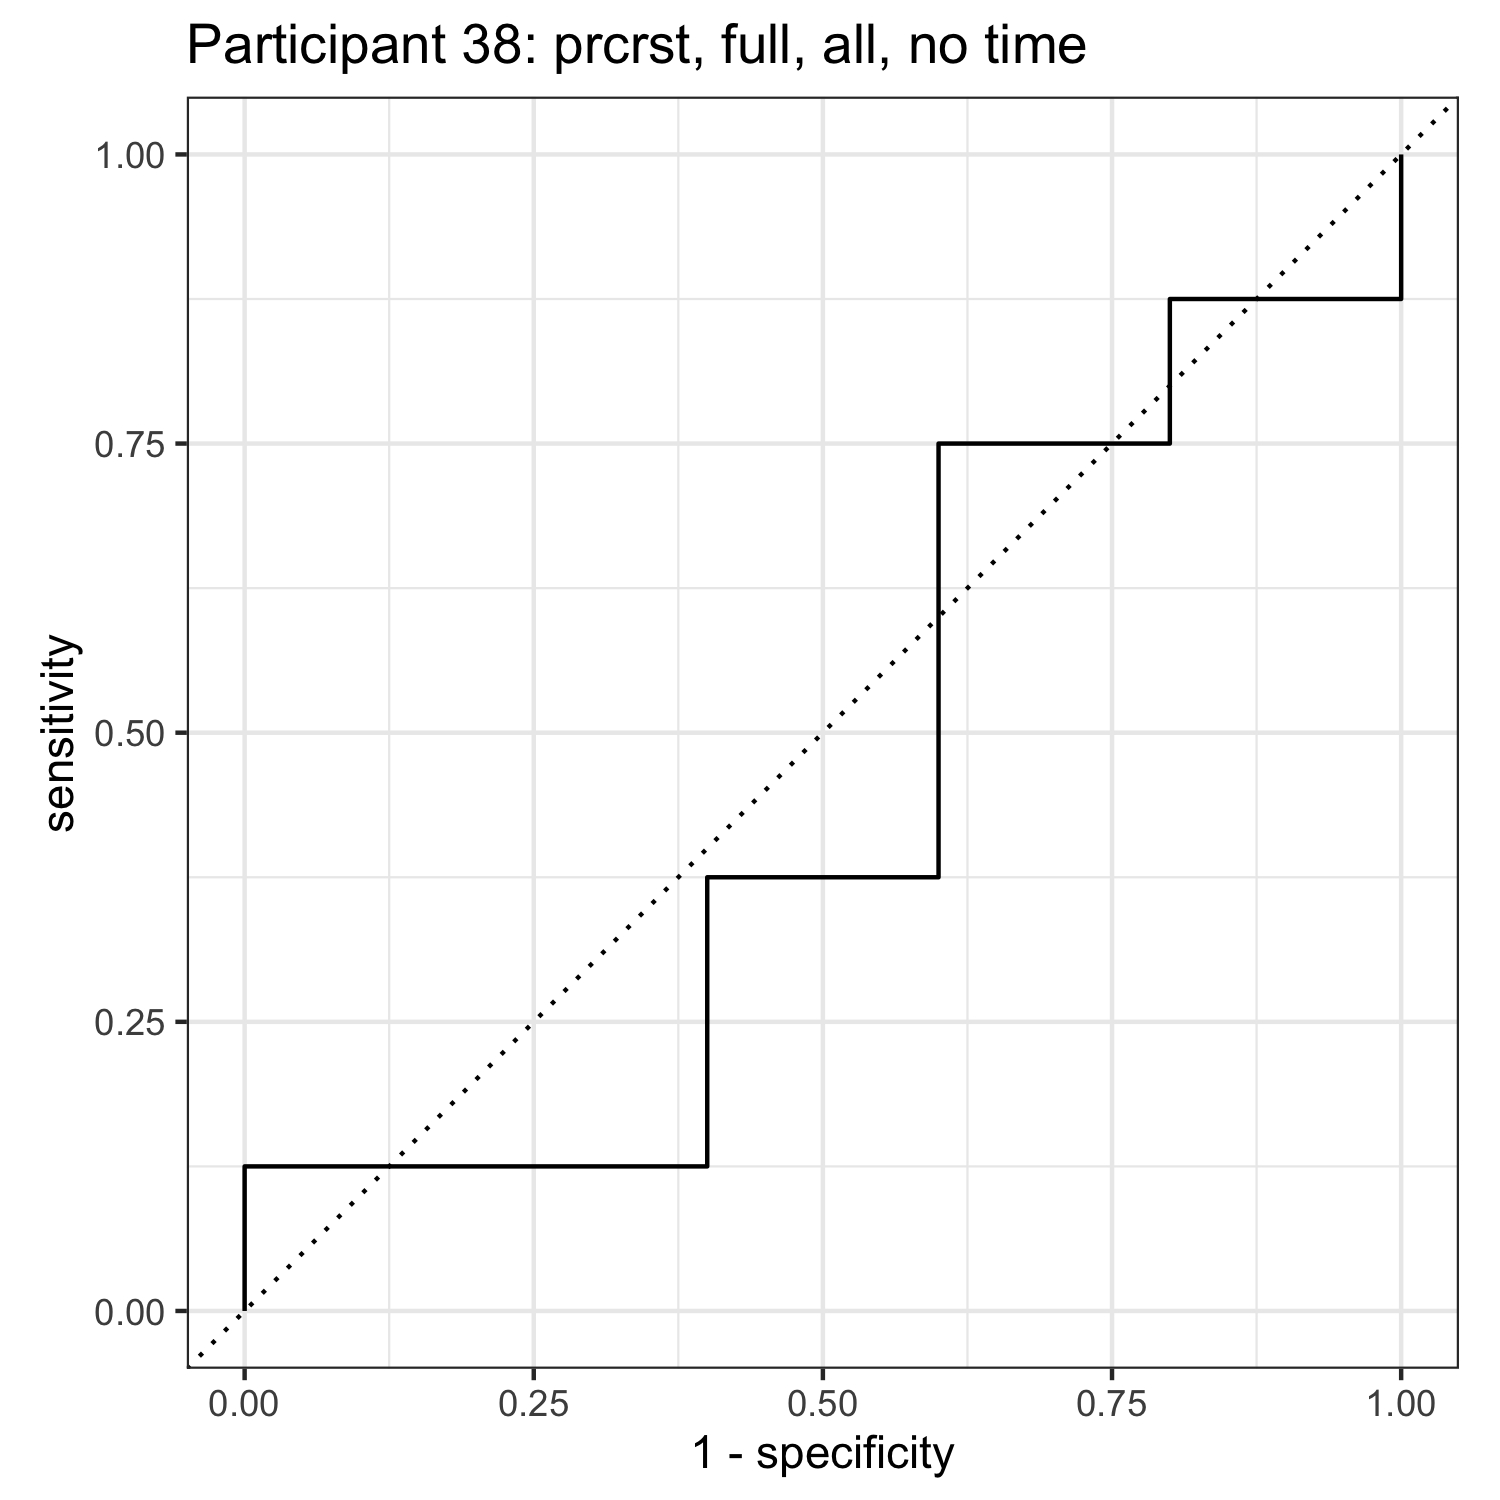 Participant 38: prcrst, full, all, no time
sensitivity
1.00
0.75
0.50
0.25
0.00
0.00 0.25 0.50 0.75 1.00
1 - specificity